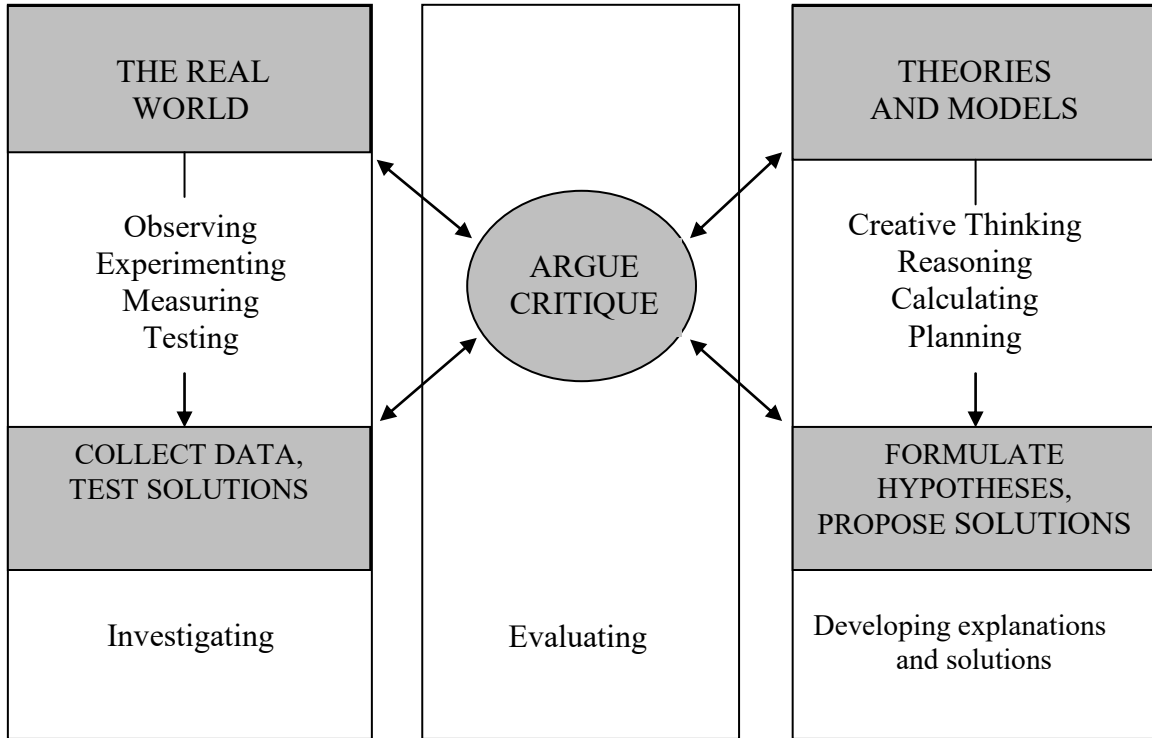 THE REAL
WORLD
Observing
Experimenting
Measuring
Testing
COLLECT DATA,
TEST SOLUTIONS
Investigating
ARGUE
CRITIQUE
Evaluating
THEORIES
AND MODELS
Creative Thinking
Reasoning
Calculating
Planning
FORMULATE
HYPOTHESES,
PROPOSE SOLUTIONS
Developing explanations
and solutions